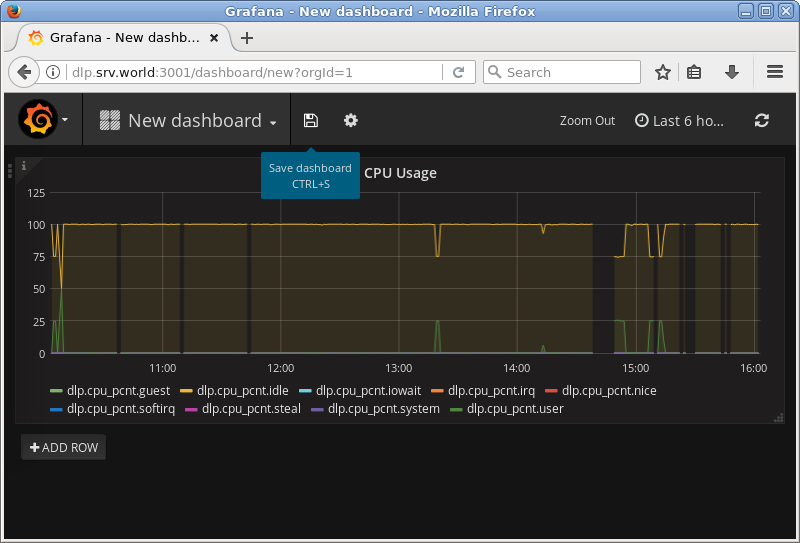 Grafana - New dashboard - Mozilla Firefox
Grafana - New dashb...
dlp.srv.world:3001/dashboard/new?orgId=1
Search
New dashboard
Zoom Out
Last 6 ho...
Save dashboard
CTRL+S
i
CPU Usage
125
100
75
50
25
0
11:00 12:00 13:00 14:00 15:00 16:00
dlp.cpu_pcnt.guest dlp.cpu_pcnt.idle dlp.cpu_pcnt.iowait dlp.cpu_pcnt.irq dlp.cpu_pcnt.nice
dlp.cpu_pcnt.softirq dlp.cpu_pcnt.steal dlp.cpu_pcnt.system dlp.cpu_pcnt.user
+ ADD ROW